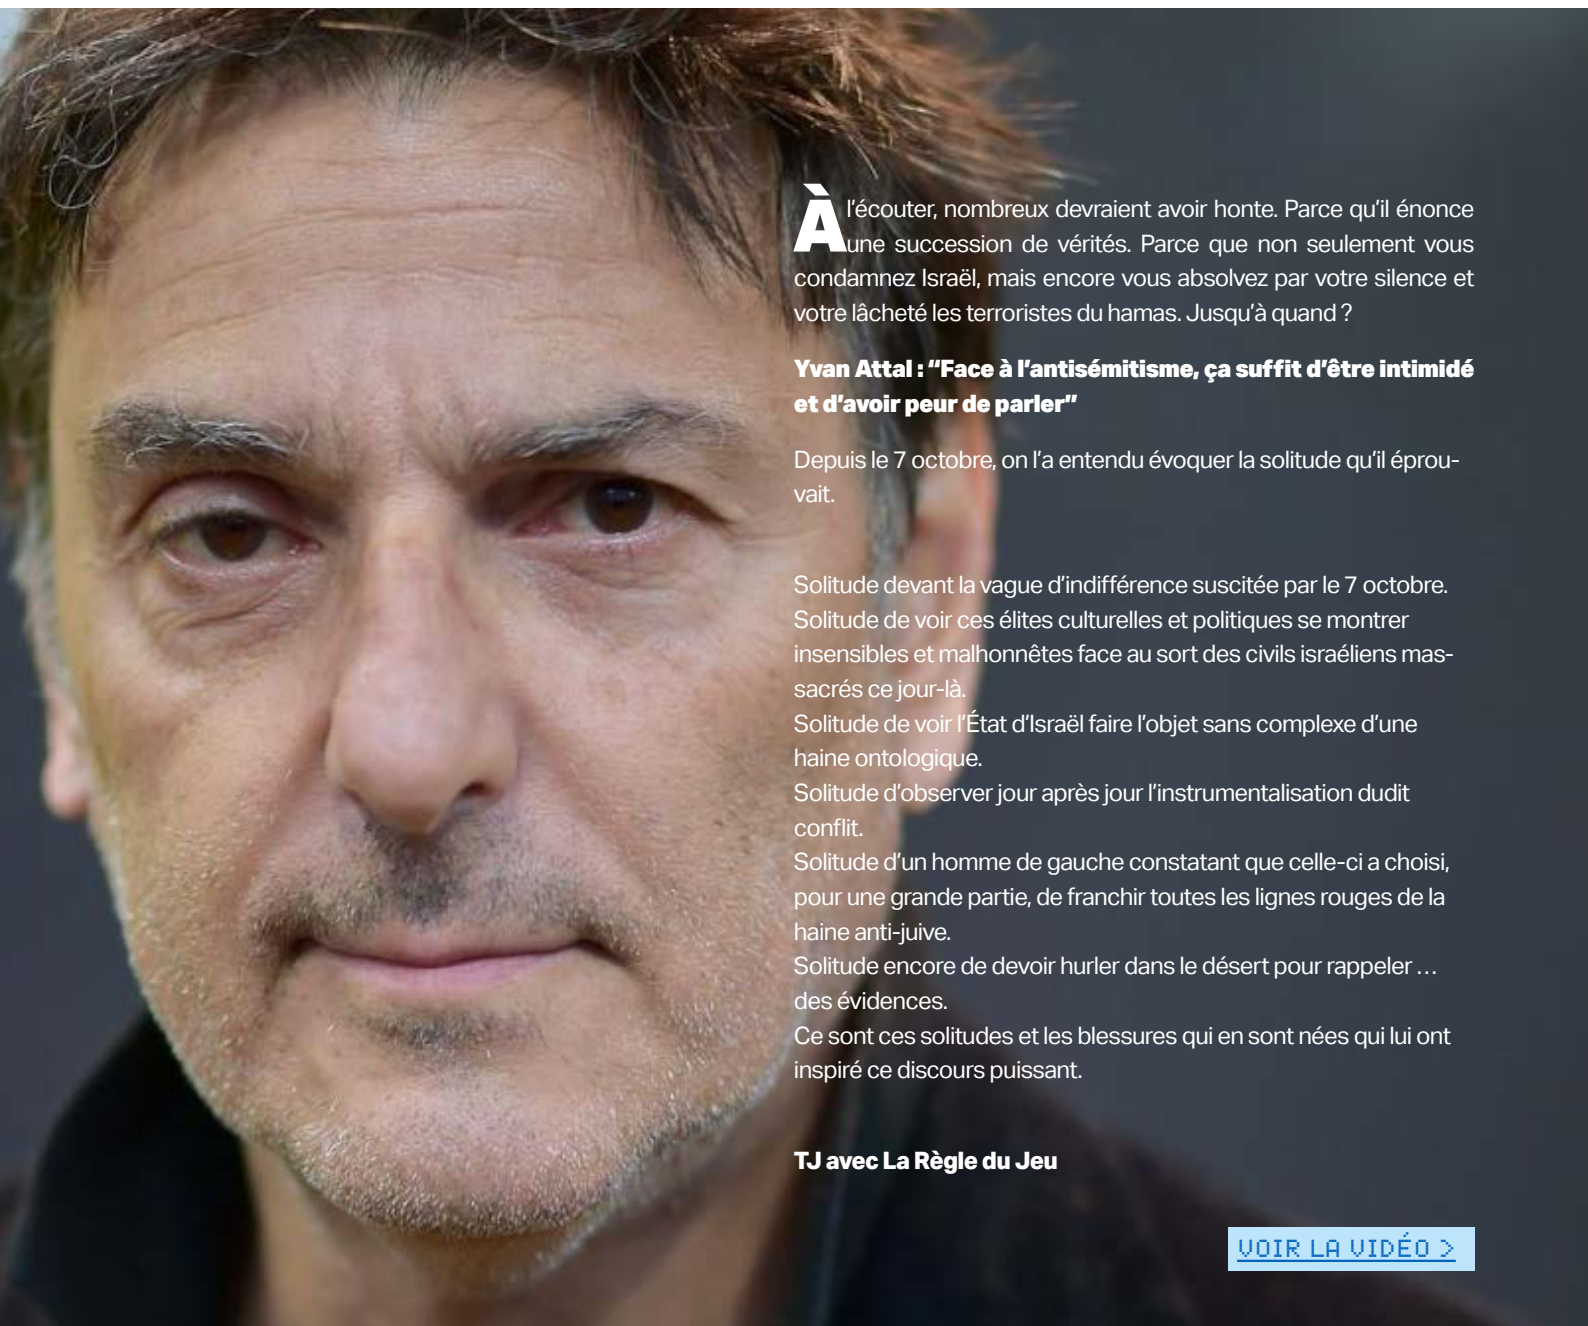 À l'écouter, nombreux devraient avoir honte. Parce qu'il énonce
une succession de vérités. Parce que non seulement vous
condamnez Israël, mais encore vous absolvez par votre silence et
votre lâcheté les terroristes du hamas. Jusqu'à quand ?
Yvan Attal : “Face à l'antisémitisme, ça suffit d'être intimidé
et d'avoir peur de parler”
Depuis le 7 octobre, on l'a entendu évoquer la solitude qu'il éprou-
vait.
Solitude devant la vague d'indifférence suscitée par le 7 octobre.
Solitude de voir ces élites culturelles et politiques se montrer
insensibles et malhonnêtes face au sort des civils israéliens mas-
sacrés ce jour-là.
Solitude de voir l'État d'Israël faire l'objet sans complexe d'une
haine ontologique.
Solitude d'observer jour après jour l'instrumentalisation dudit
conflit.
Solitude d'un homme de gauche constatant que celle-ci a choisi,
pour une grande partie, de franchir toutes les lignes rouges de la
haine anti-juive.
Solitude encore de devoir hurler dans le désert pour rappeler …
des évidences.
Ce sont ces solitudes et les blessures qui en sont nées qui lui ont
inspiré ce discours puissant.
TJ avec La Règle du Jeu
VOIR LA VIDÉO >